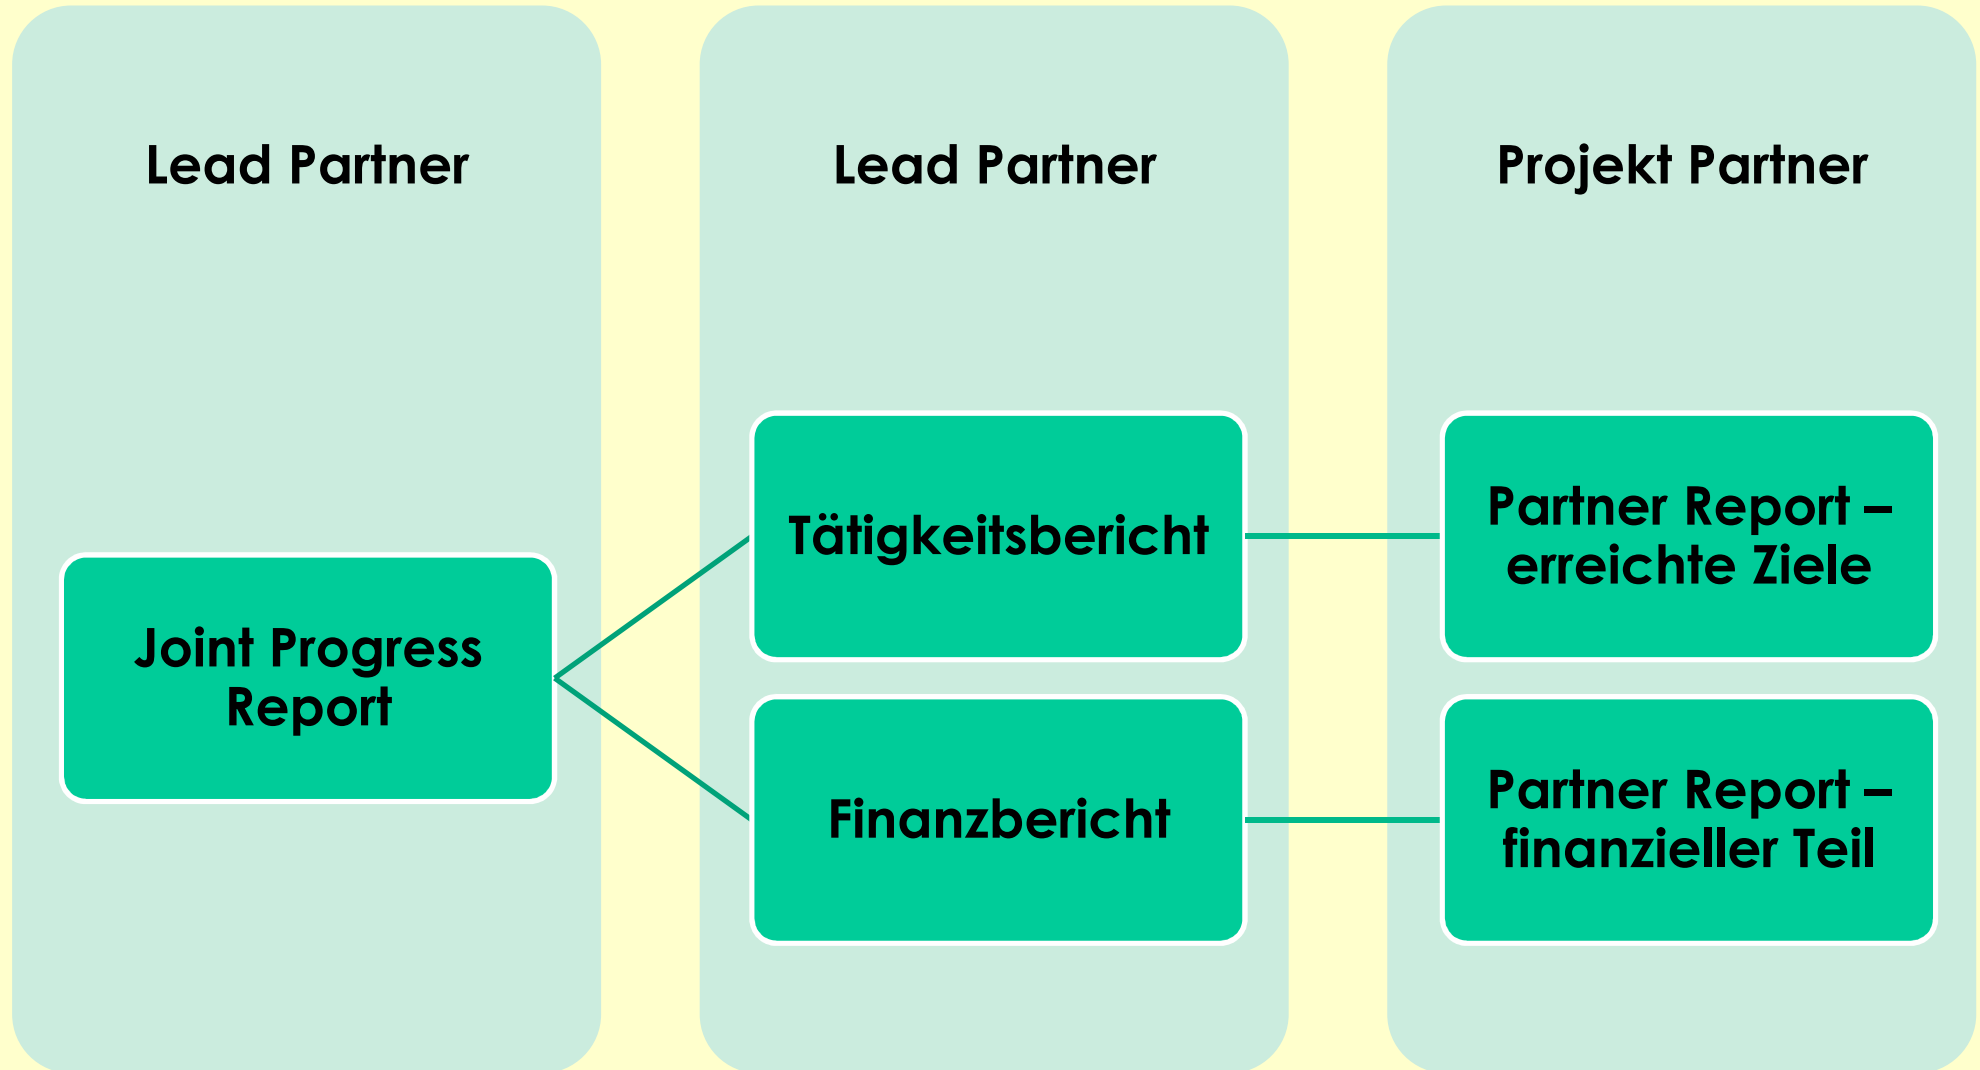 Lead Partner
Lead Partner
Projekt Partner
Joint Progress
Report
Tätigkeitsbericht
Finanzbericht
Partner Report –
erreichte Ziele
Partner Report –
finanzieller Teil